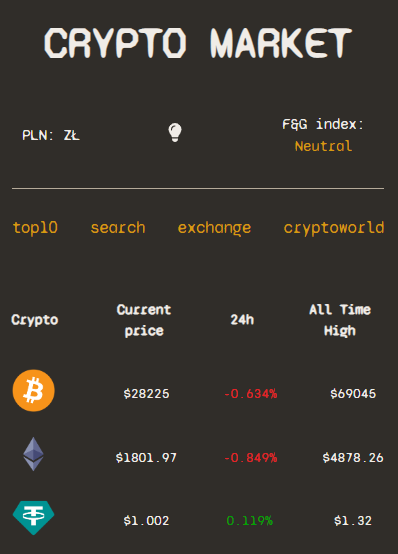 CRYPTO MARKET
PLN: ZŁ
F&G index:
Neutral
top10 search exchange cryptoworld
Crypto Current price 24h All Time High
$28225 -0.634% $69045
$1801.97 -0.849% $4878.26
$1.002 0.119% $1.32